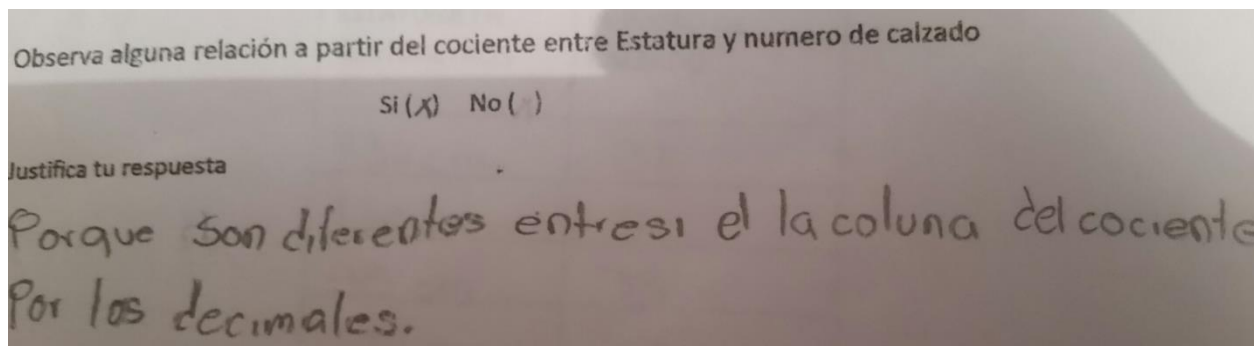 Observa alguna relación a partir del cociente entre Estatura y numero de calzado
Si (X) No ( )
Justifica tu respuesta
Porque son diferentes entresi el la coluna del cociente
Por los decimales.